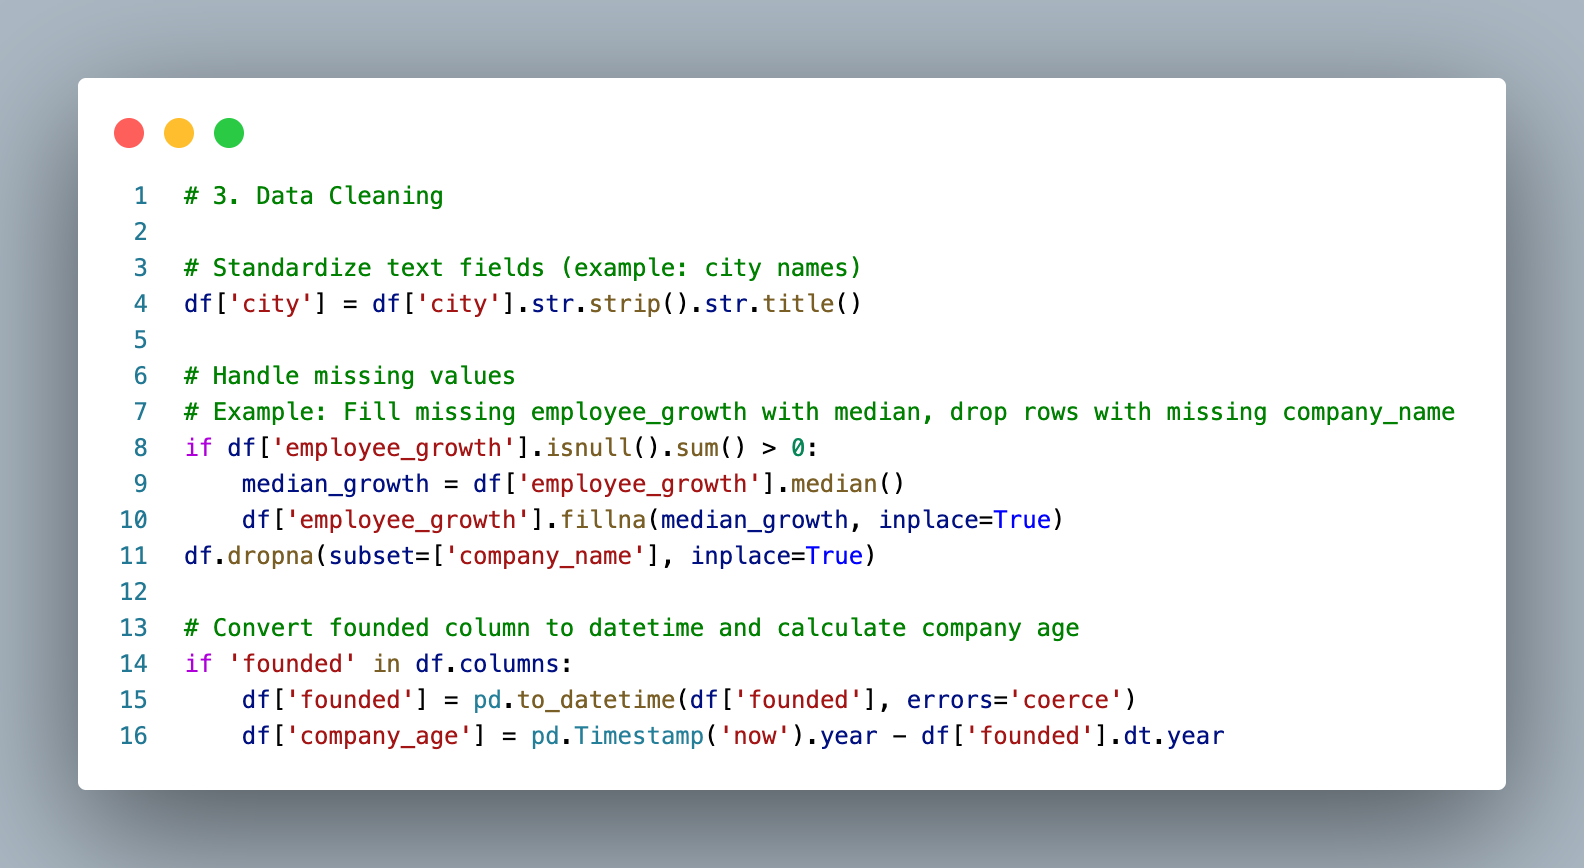 1 # 3. Data Cleaning
2
3 # Standardize text fields (example: city names)
4 df['city'] = df['city'].str.strip().str.title()
5
6 # Handle missing values
7 # Example: Fill missing employee_growth with median, drop rows with missing company_name
8 if df['employee_growth'].isnull().sum() > 0:
9     median_growth = df['employee_growth'].median()
10     df['employee_growth'].fillna(median_growth, inplace=True)
11 df.dropna(subset=['company_name'], inplace=True)
12
13 # Convert founded column to datetime and calculate company age
14 if 'founded' in df.columns:
15     df['founded'] = pd.to_datetime(df['founded'], errors='coerce')
16     df['company_age'] = pd.Timestamp('now').year - df['founded'].dt.year